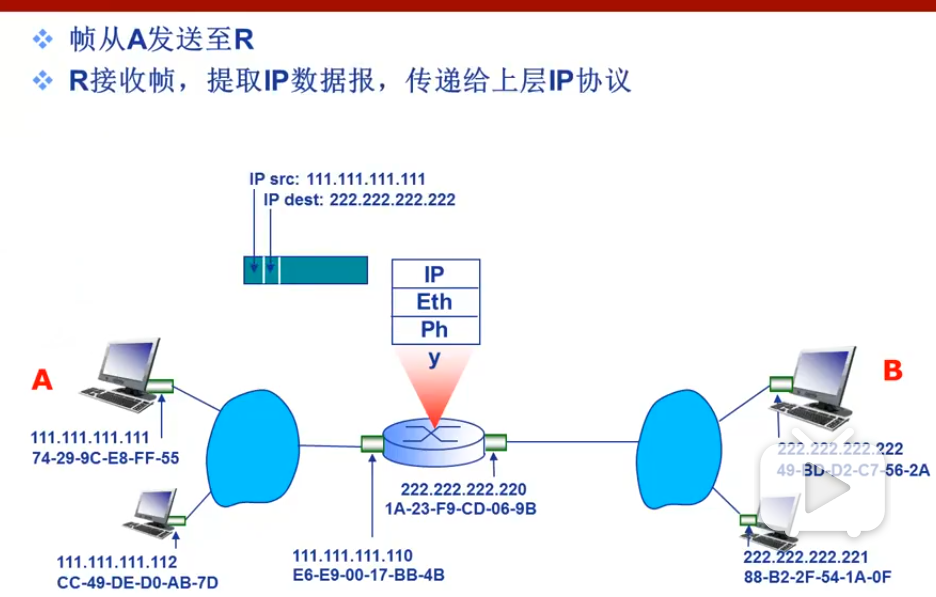 帧从A发送至R
R接收帧，提取IP数据报，传递给上层IP协议
IP src: 111.111.111.111
IP dest: 222.222.222.222
IP
Eth
Ph
y
A
B
111.111.111.111
74-29-9C-E8-FF-55
222.222.222.222
49-BD-D2-C7-56-2A
222.222.222.220
1A-23-F9-CD-06-9B
111.111.111.112
CC-49-DE-D0-AB-7D
111.111.111.110
E6-E9-00-17-BB-4B
222.222.222.221
88-B2-2F-54-1A-0F